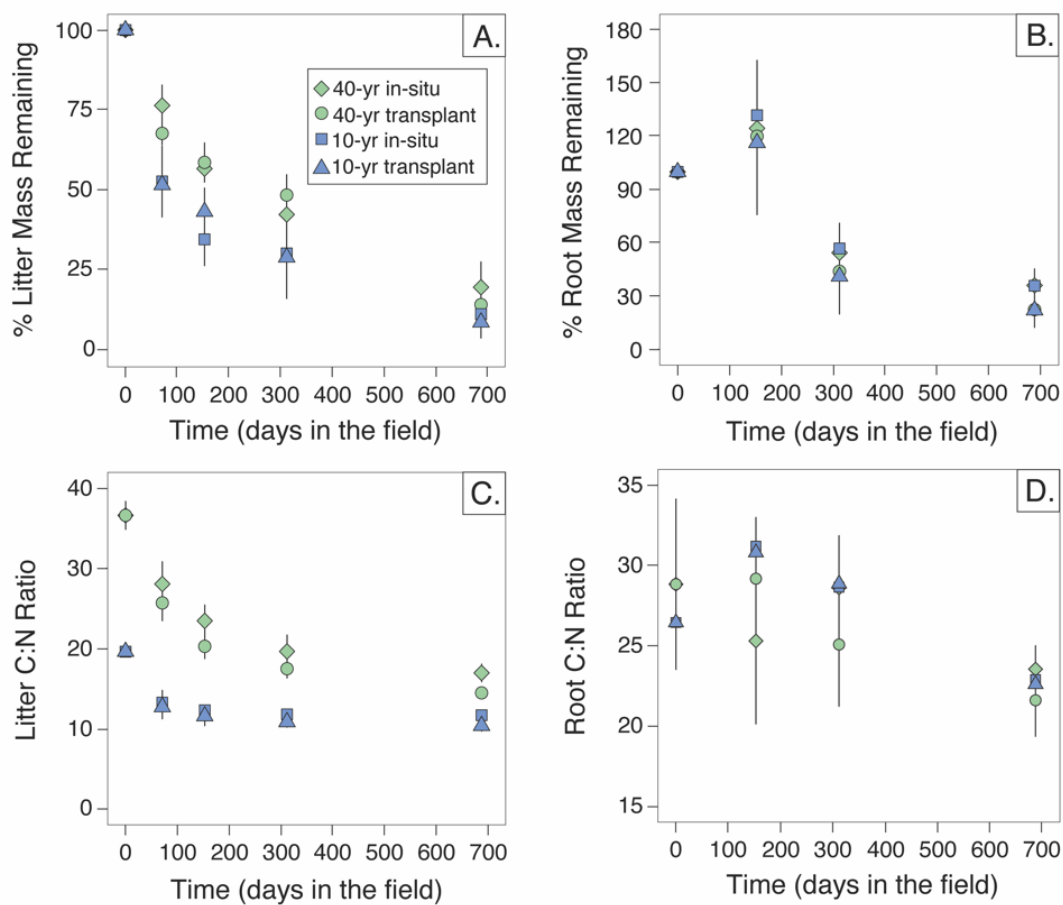 A.
% Litter Mass Remaining
100
75
50
25
0
40-yr in-situ
40-yr transplant
10-yr in-situ
10-yr transplant
0 100 200 300 400 500 600 700
Time (days in the field)
B.
% Root Mass Remaining
180
150
120
90
60
30
0
0 100 200 300 400 500 600 700
Time (days in the field)
C.
Litter C:N Ratio
40
30
20
10
0
0 100 200 300 400 500 600 700
Time (days in the field)
D.
Root C:N Ratio
35
30
25
20
15
0 100 200 300 400 500 600 700
Time (days in the field)